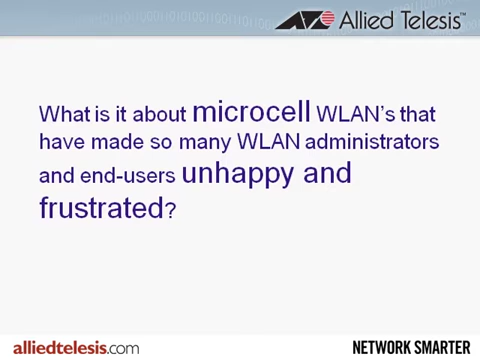 Allied Telesis™
What is it about microcell WLAN's that
have made so many WLAN administrators
and end-users unhappy and
frustrated?
alliedtelesis.com
NETWORK SMARTER